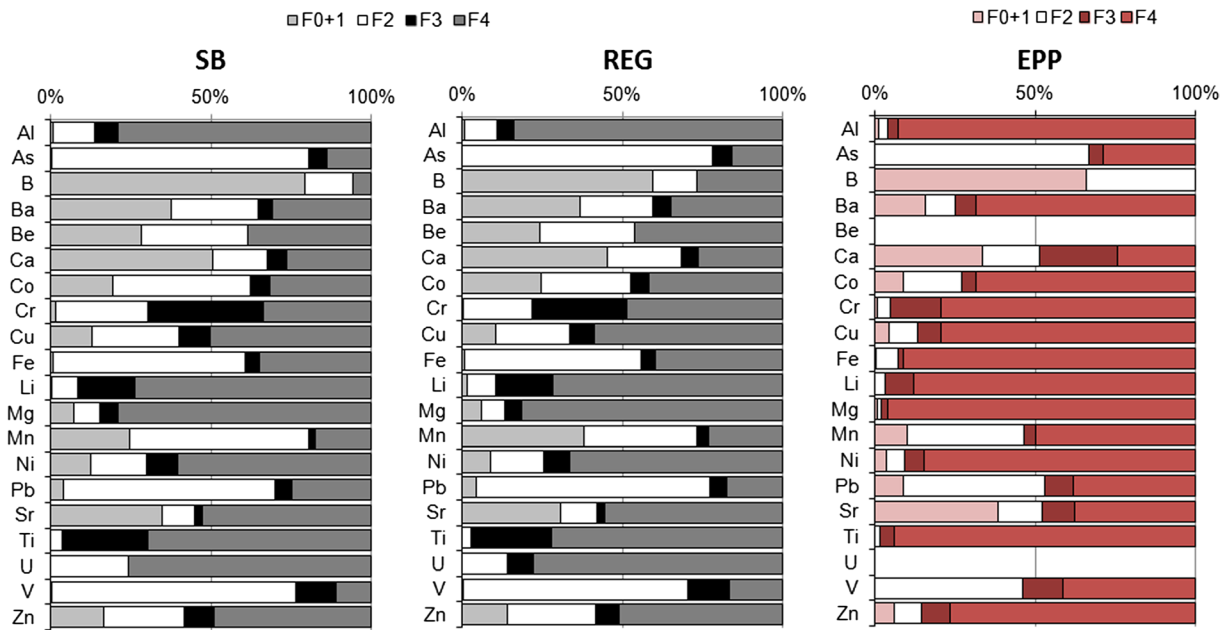 F0+1 F2 F3 F4
F0+1 F2 F3 F4
SB
REG
EPP
0% 50% 100%
0% 50% 100%
0% 50% 100%
Al
As
B
Ba
Be
Ca
Co
Cr
Cu
Fe
Li
Mg
Mn
Ni
Pb
Sr
Ti
U
V
Zn
Al
As
B
Ba
Be
Ca
Co
Cr
Cu
Fe
Li
Mg
Mn
Ni
Pb
Sr
Ti
U
V
Zn
Al
As
B
Ba
Be
Ca
Co
Cr
Cu
Fe
Li
Mg
Mn
Ni
Pb
Sr
Ti
U
V
Zn